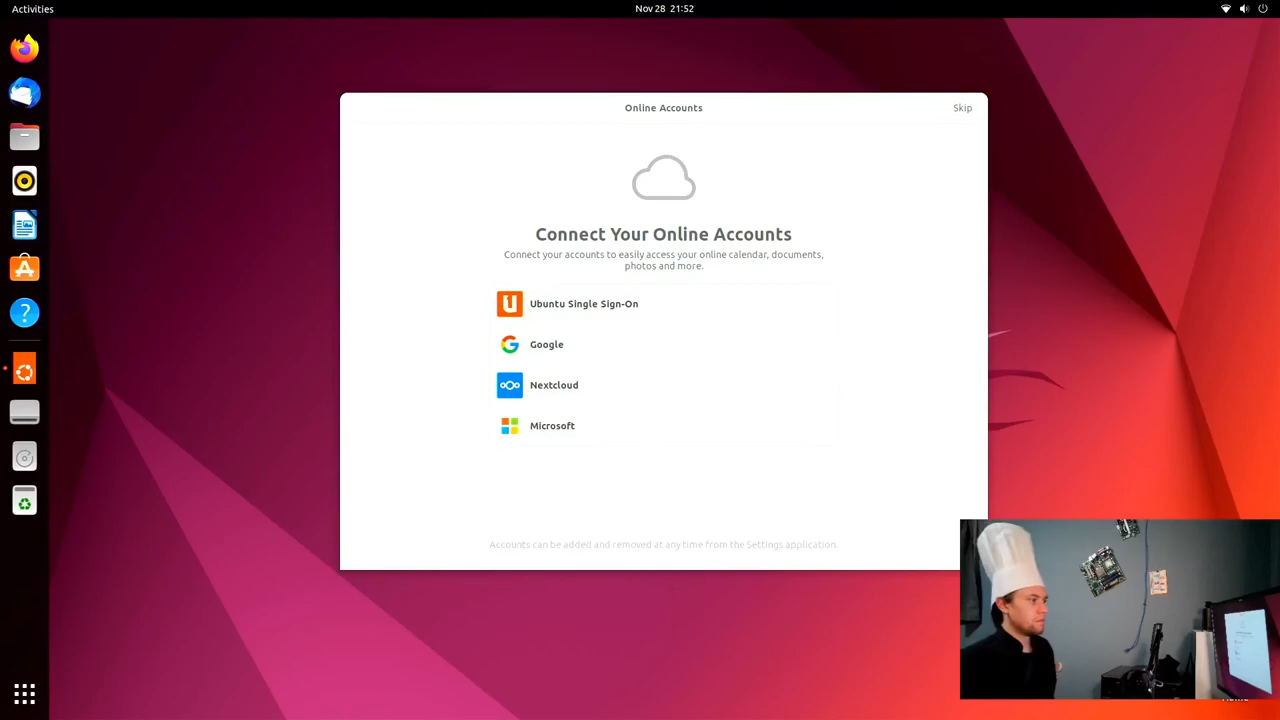 Activities
Nov 28 21:52
Online Accounts
Skip
Connect Your Online Accounts
Connect your accounts to easily access your online calendar, documents,
photos and more.
Ubuntu Single Sign-On
Google
Nextcloud
Microsoft
Accounts can be added and removed at any time from the Settings application.